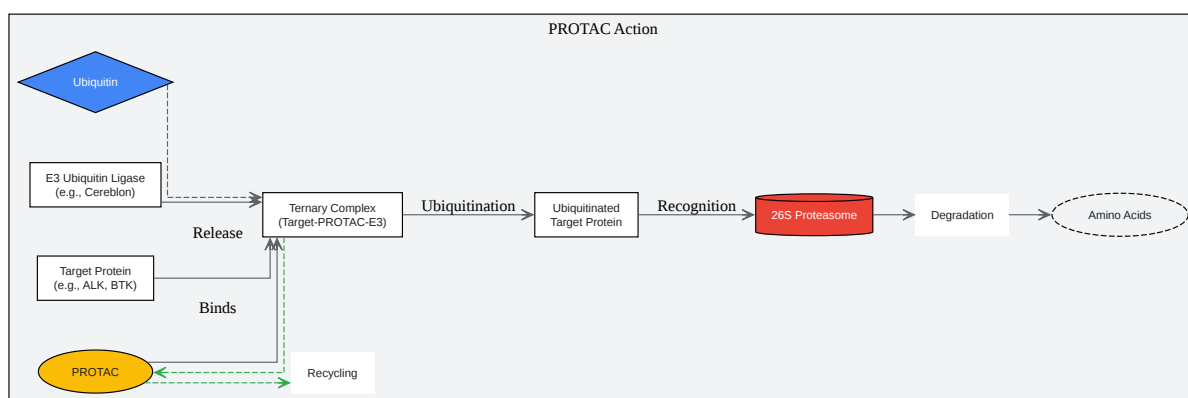 PROTAC Action
Ubiquitin
E3 Ubiquitin Ligase
(e.g., Cereblon)
Release
Target Protein
(e.g., ALK, BTK)
Binds
PROTAC
Recycling
Ternary Complex
(Target-PROTAC-E3)
Ubiquitination
Ubiquitinated
Target Protein
Recognition
26S Proteasome
Degradation
Amino Acids